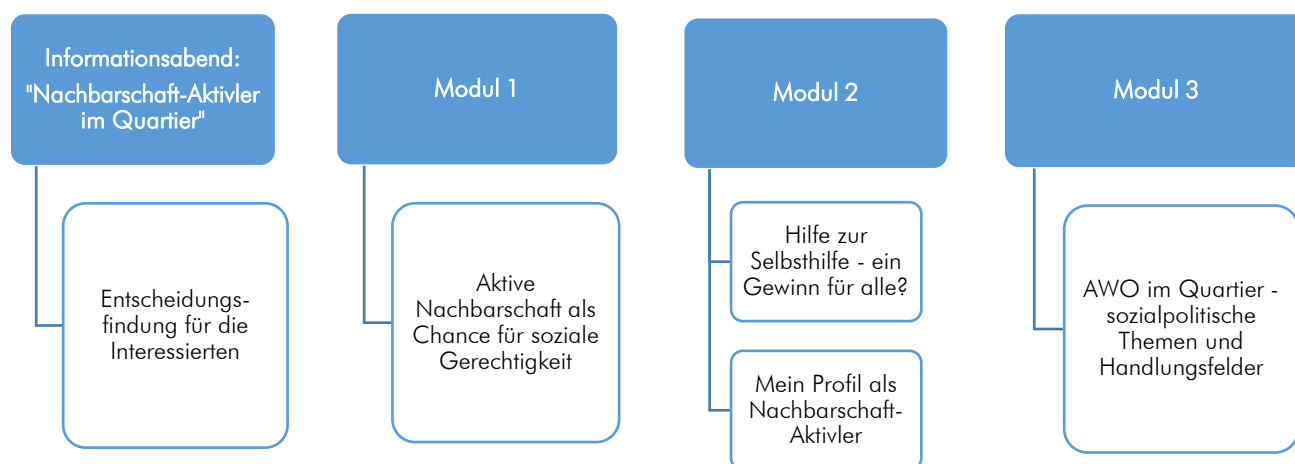 Informationsabend:
"Nachbarschaft-Aktivler
im Quartier"
Entscheidungs-
findung für die
Interessierten
Modul 1
Aktive
Nachbarschaft als
Chance für soziale
Gerechtigkeit
Modul 2
Hilfe zur
Selbsthilfe - ein
Gewinn für alle?
Mein Profil als
Nachbarschaft-
Aktivler
Modul 3
AWO im Quartier -
sozialpolitische
Themen und
Handlungsfelder